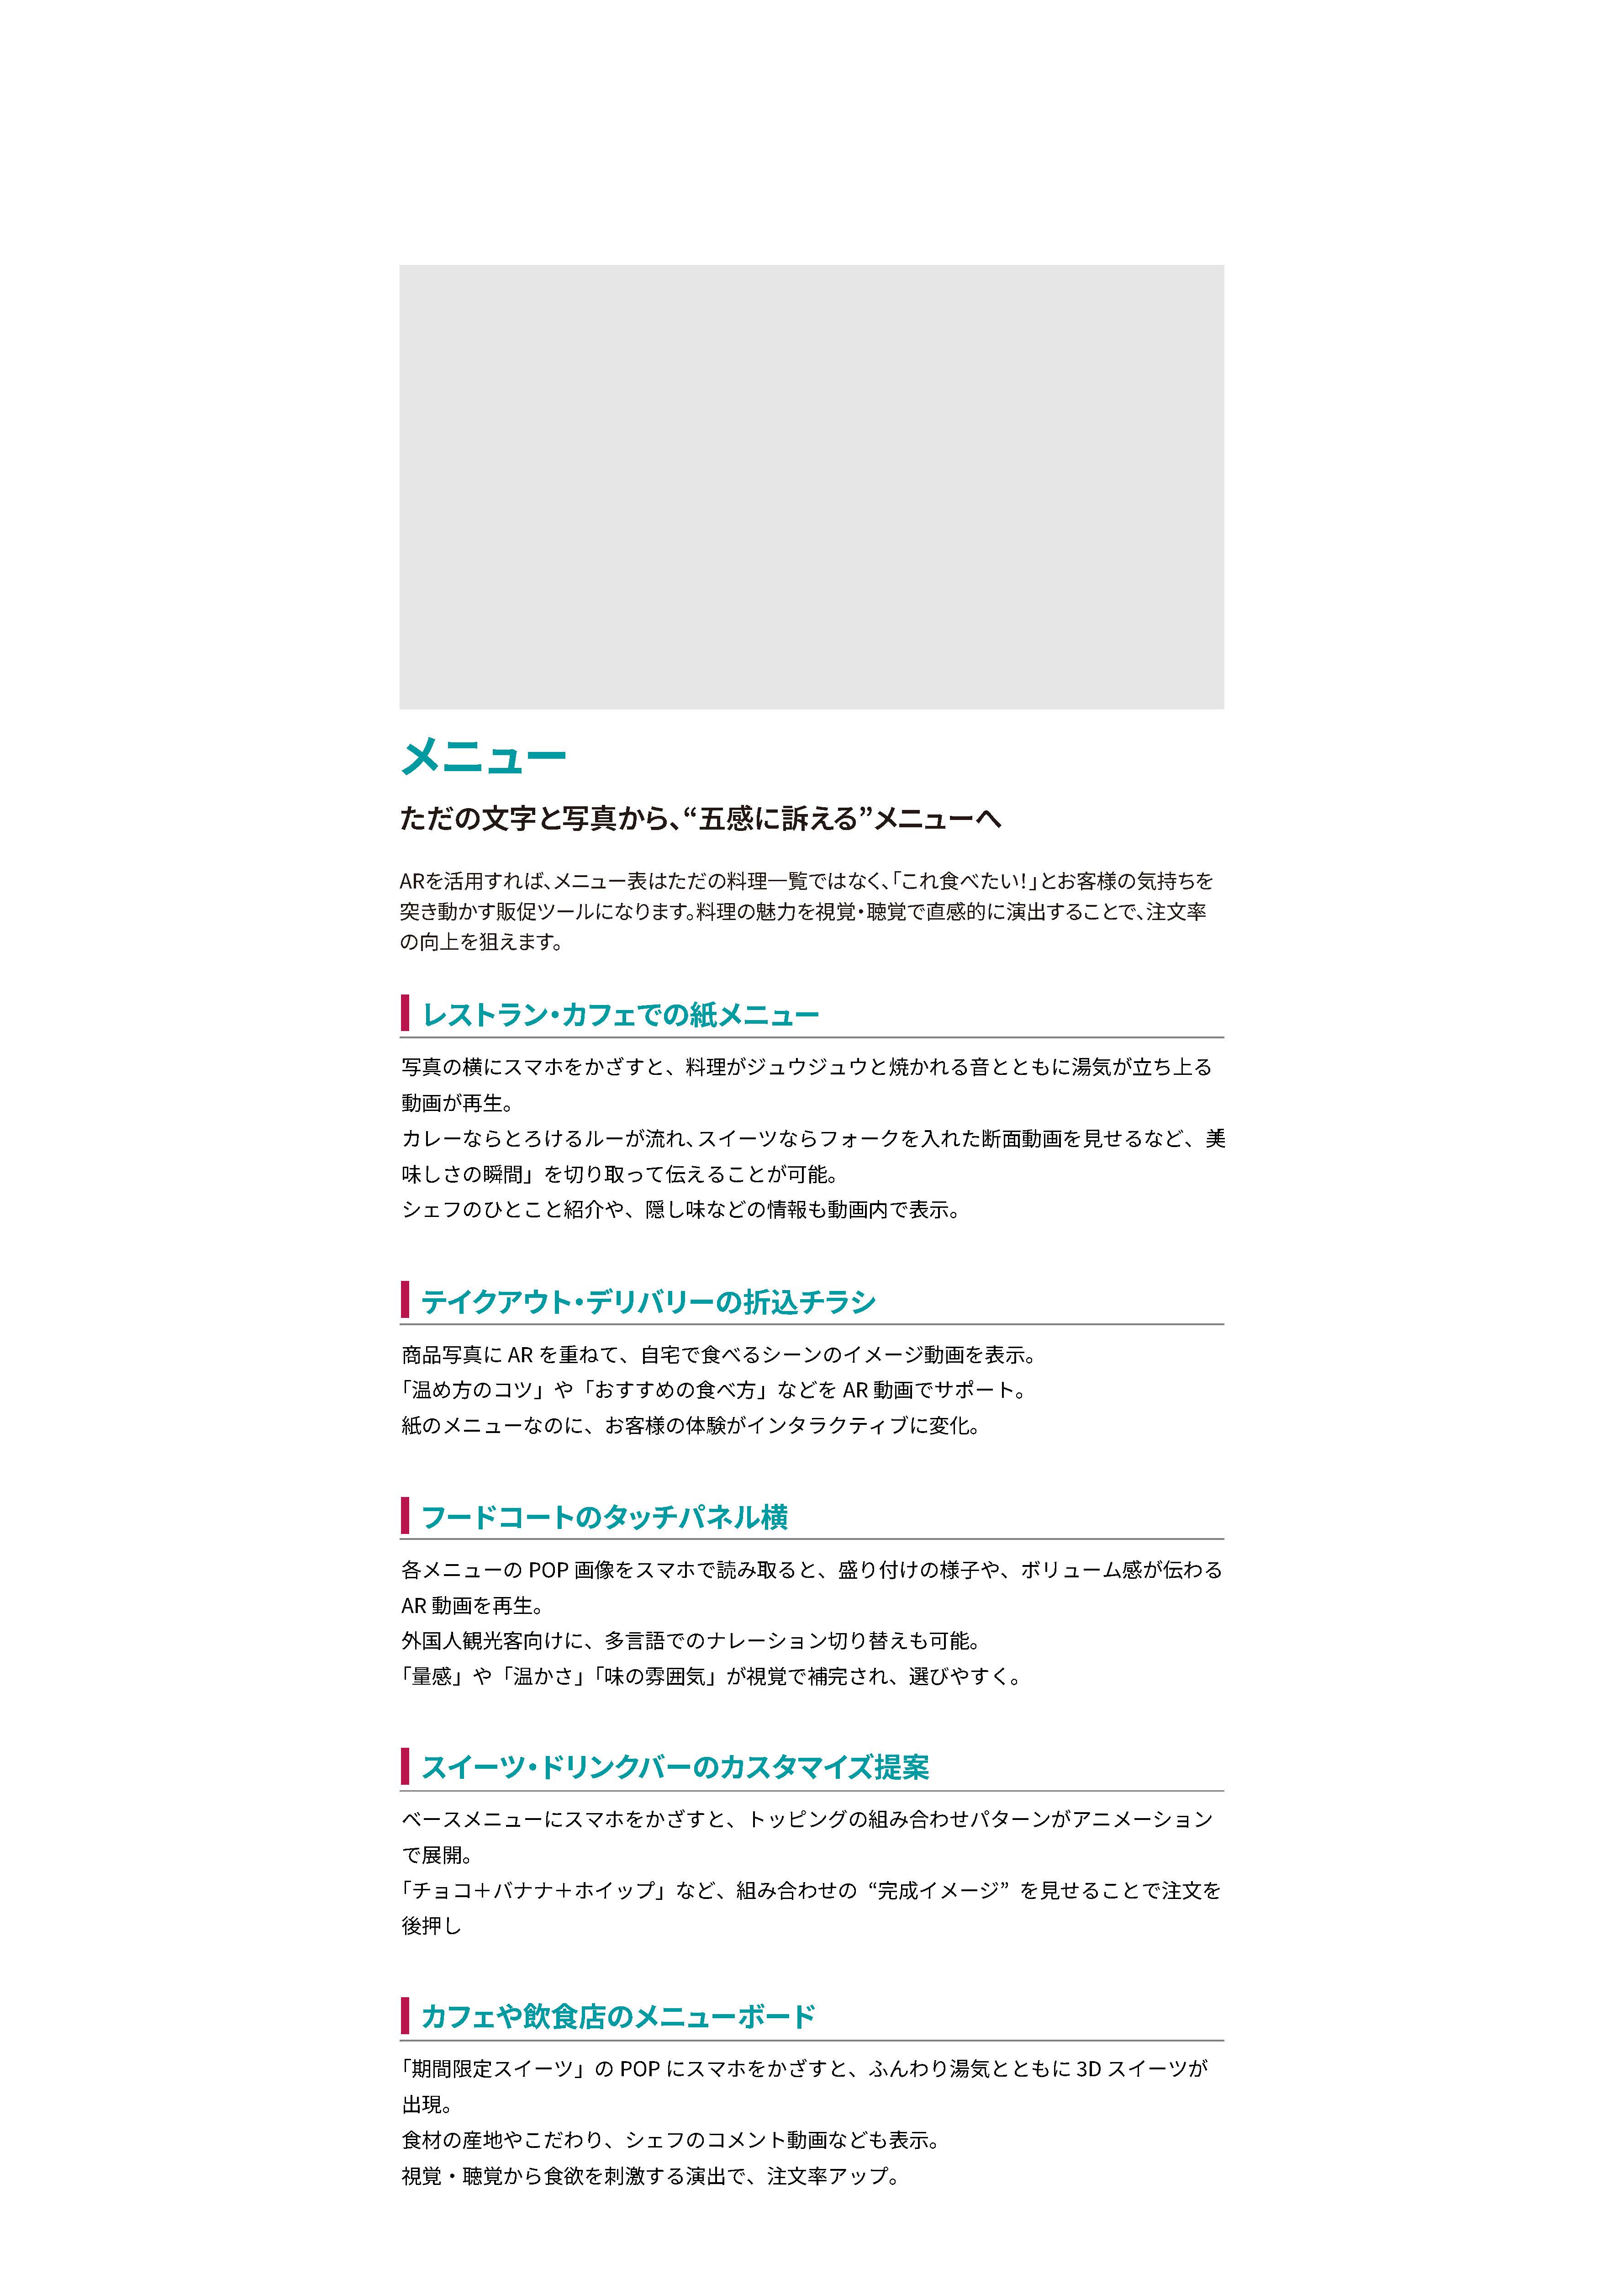 メニュー
ただの文字と写真から、“五感に訴える”メニューへ
ARを活用すれば、メニュー表はただの料理一覧ではなく、「これ食べたい！」とお客様の気持ちを
突き動かす販促ツールになります。料理の魅力を視覚・聴覚で直感的に演出することで、注文率
の向上を狙えます。
レストラン・カフェでの紙メニュー
写真の横にスマホをかざすと、料理がジュウジュウと焼かれる音とともに湯気が立ち上る
動画が再生。
カレーならとろけるルーが流れ、スイーツならフォークを入れた断面動画を見せるなど、美
味しさの瞬間」を切り取って伝えることが可能。
シェフのひとこと紹介や、隠し味などの情報も動画内で表示。
テイクアウト・デリバリーの折込チラシ
商品写真に AR を重ねて、自宅で食べるシーンのイメージ動画を表示。
「温め方のコツ」や「おすすめの食べ方」などを AR 動画でサポート。
紙のメニューなのに、お客様の体験がインタラクティブに変化。
フードコートのタッチパネル横
各メニューの POP 画像をスマホで読み取ると、盛り付けの様子や、ボリューム感が伝わる
AR 動画を再生。
外国人観光客向けに、多言語でのナレーション切り替えも可能。
「量感」や「温かさ」「味の雰囲気」が視覚で補完され、選びやすく。
スイーツ・ドリンクバーのカスタマイズ提案
ベースメニューにスマホをかざすと、トッピングの組み合わせパターンがアニメーション
で展開。
「チョコ＋バナナ＋ホイップ」など、組み合わせの “完成イメージ” を見せることで注文を
後押し
カフェや飲食店のメニューボード
「期間限定スイーツ」の POP にスマホをかざすと、ふんわり湯気とともに 3D スイーツが
出現。
食材の産地やこだわり、シェフのコメント動画なども表示。
視覚・聴覚から食欲を刺激する演出で、注文率アップ。